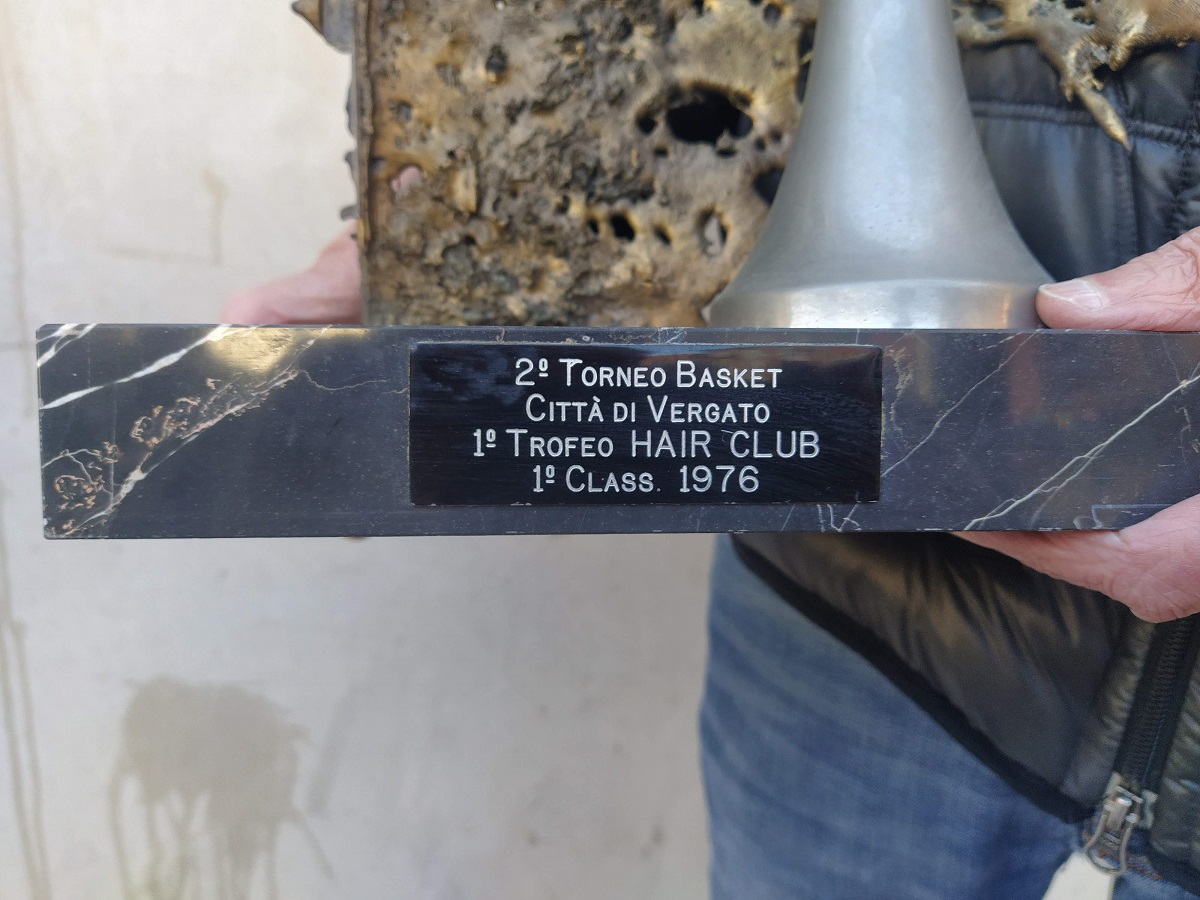 2º Torneo Basket
Città di Vergato
1º Trofeo HAIR CLUB
1º Class. 1976